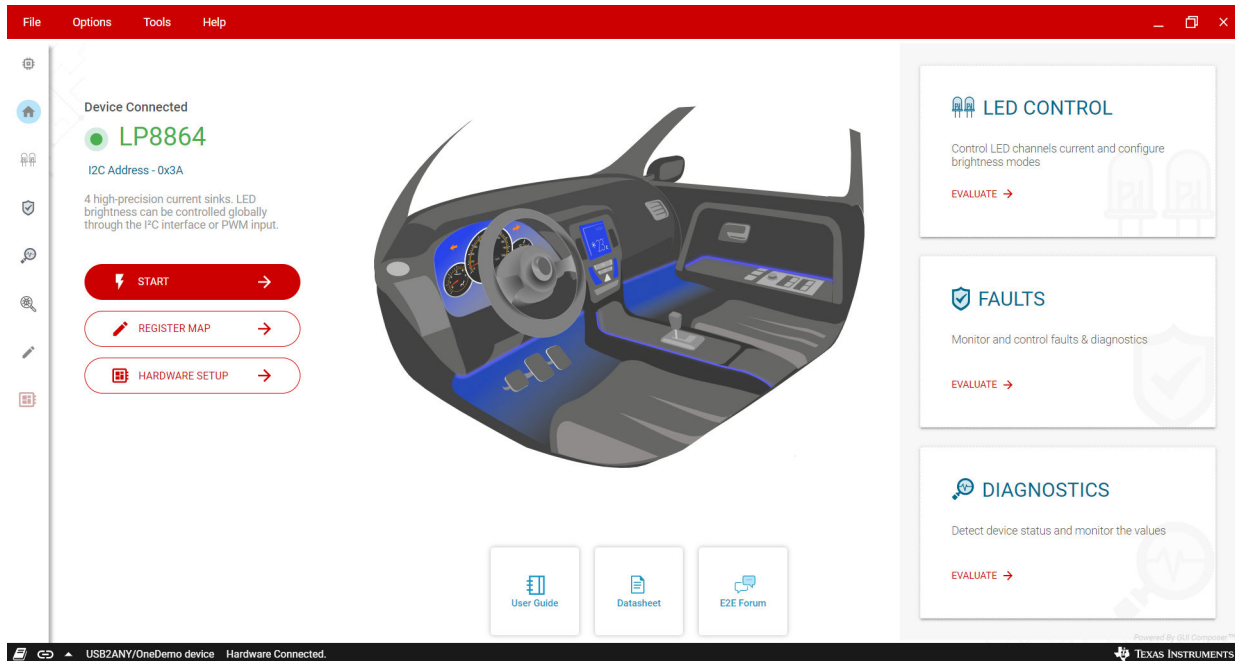 File Options Tools Help
Device Connected
LP8864
I2C Address - 0x3A
4 high-precision current sinks. LED
brightness can be controlled globally
through the I²C interface or PWM input.
START
REGISTER MAP
HARDWARE SETUP
User Guide
Datasheet
E2E Forum
LED CONTROL
Control LED channels current and configure
brightness modes
EVALUATE
FAULTS
Monitor and control faults & diagnostics
EVALUATE
DIAGNOSTICS
Detect device status and monitor the values
EVALUATE
Powered By GUI Composer™
USB2ANY/OneDemo device Hardware Connected.
TEXAS INSTRUMENTS